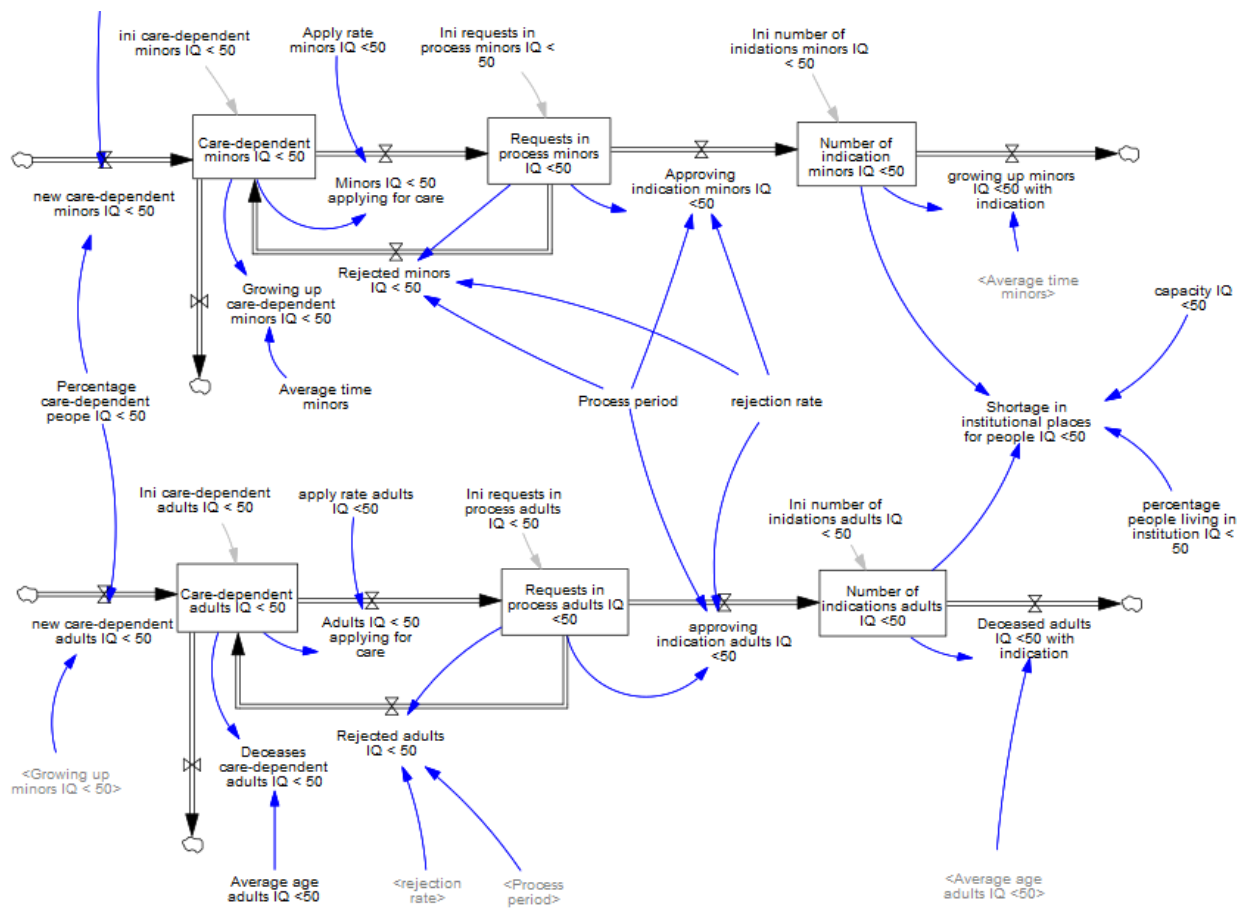 ini care-dependent
minors IQ < 50
Apply rate
minors IQ <50
Ini requests in
process minors IQ <
50
Ini number of
inidations minors IQ
< 50
Care-dependent
minors IQ < 50
Requests in
process minors
IQ <50
Number of
indication
minors IQ <50
new care-dependent
minors IQ < 50
Minors IQ < 50
applying for care
Approving
indication minors IQ
<50
growing up minors
IQ <50 with
indication
Rejected minors
IQ < 50
Growing up
care-dependent
minors IQ < 50
<Average time
minors>
capacity IQ
<50
Percentage
care-dependent
peope IQ < 50
Average time
minors
Process period
rejection rate
Shortage in
institutional places
for people IQ <50
Ini care-dependent
adults IQ < 50
apply rate adults
IQ <50
Ini requests in
process adults
IQ < 50
Ini number of
inidations adults IQ
< 50
percentage
people living in
institution IQ <
50
Care-dependent
adults IQ < 50
Requests in
process adults IQ
<50
Number of
indications adults
IQ <50
new care-dependent
adults IQ < 50
Adults IQ < 50
applying for
care
approving
indication adults IQ
<50
Deceased adults
IQ <50 with
indication
Rejected adults
IQ < 50
<Growing up
minors IQ < 50>
Deceases
care-dependent
adults IQ < 50
Average age
adults IQ <50
<rejection
rate>
<Process
period>
<Average age
adults IQ <50>